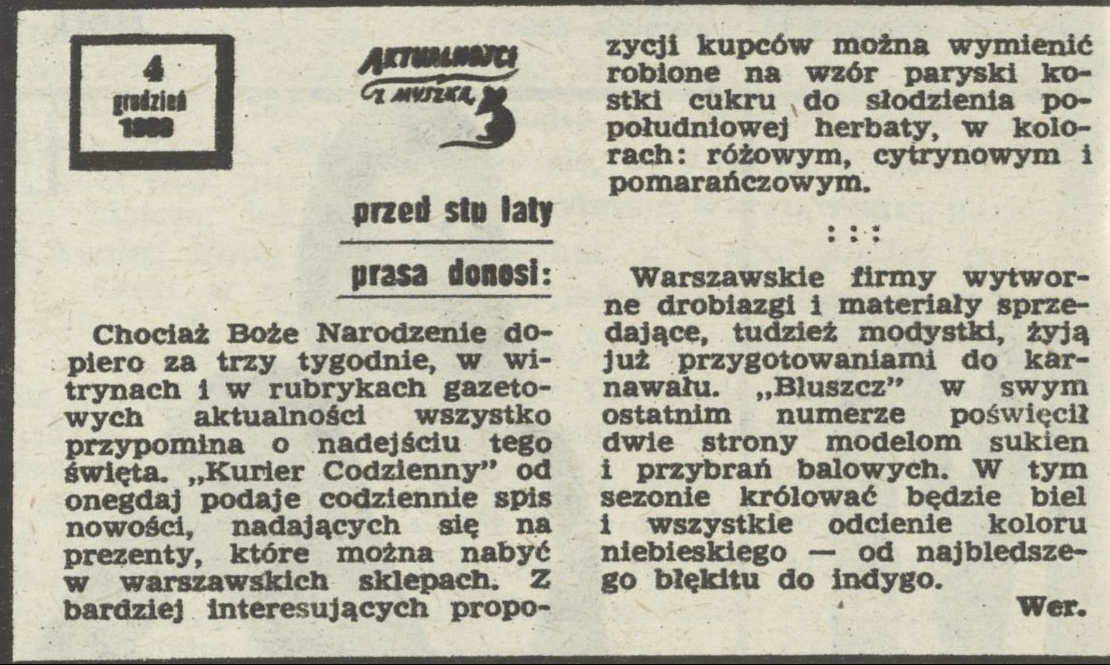 4
grudzień
AKTUALNOŚCI
Z MYSZKĄ
przed stu laty
prasa donosi:
Chociaż Boże Narodzenie do-
piero za trzy tygodnie, w wi-
trynach i w rubrykach gazeto-
wych aktualności wszystko
przypomina o nadejściu tego
święta. „Kurier Codzienny” od
onegdaj podaje codziennie spis
nowości, nadających się na
prezenty, które można nabyć
w warszawskich sklepach. Z
bardziej interesujących propo-
zycji kupców można wymienić
robione na wzór paryski ko-
stki cukru do słodzenia po-
południowej herbaty, w kolo-
rach: różowym, cytrynowym i
pomarańczowym.
: : :
Warszawskie firmy wytwor-
ne drobiazgi i materiały sprze-
dające, tudzież modystki, żyją
już przygotowaniami do kar-
nawału. „Bluszcz” w swym
ostatnim numerze poświęcił
dwie strony modelom sukien
i przybrań balowych. W tym
sezonie królować będzie biel
i wszystkie odcienie koloru
niebieskiego — od najbledsze-
go błękitu do indygo.
Wer.